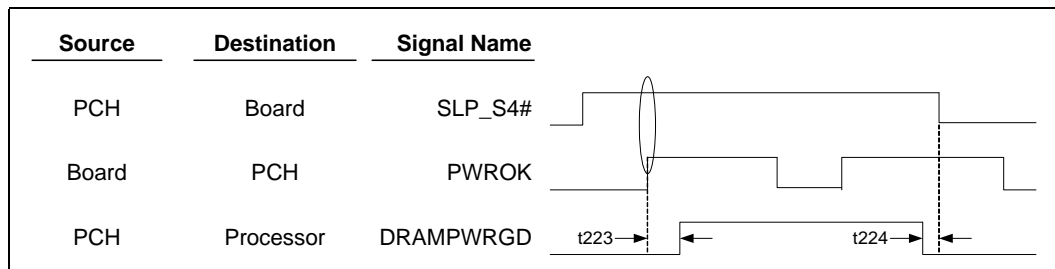 Source Destination Signal Name
PCH Board SLP_S4#
Board PCH PWROK
PCH Processor DRAMPWRGD t223 t224